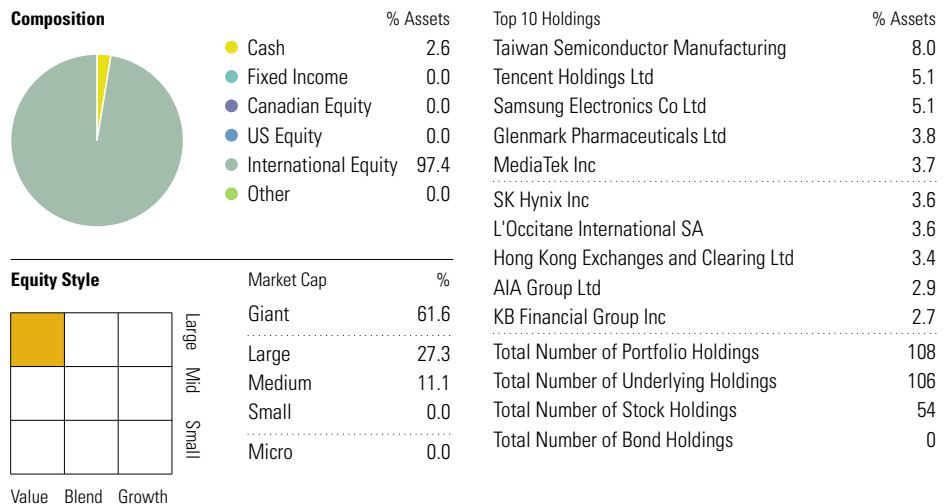 Composition % Assets
Cash 2.6
Fixed Income 0.0
Canadian Equity 0.0
US Equity 0.0
International Equity 97.4
Other 0.0
Equity Style
Large
Mid
Small
Value Blend Growth
Market Cap %
Giant 61.6
Large 27.3
Medium 11.1
Small 0.0
Micro 0.0
Top 10 Holdings % Assets
Taiwan Semiconductor Manufacturing 8.0
Tencent Holdings Ltd 5.1
Samsung Electronics Co Ltd 5.1
Glenmark Pharmaceuticals Ltd 3.8
MediaTek Inc 3.7
SK Hynix Inc 3.6
L'Occitane International SA 3.6
Hong Kong Exchanges and Clearing Ltd 3.4
AIA Group Ltd 2.9
KB Financial Group Inc 2.7
Total Number of Portfolio Holdings 108
Total Number of Underlying Holdings 106
Total Number of Stock Holdings 54
Total Number of Bond Holdings 0